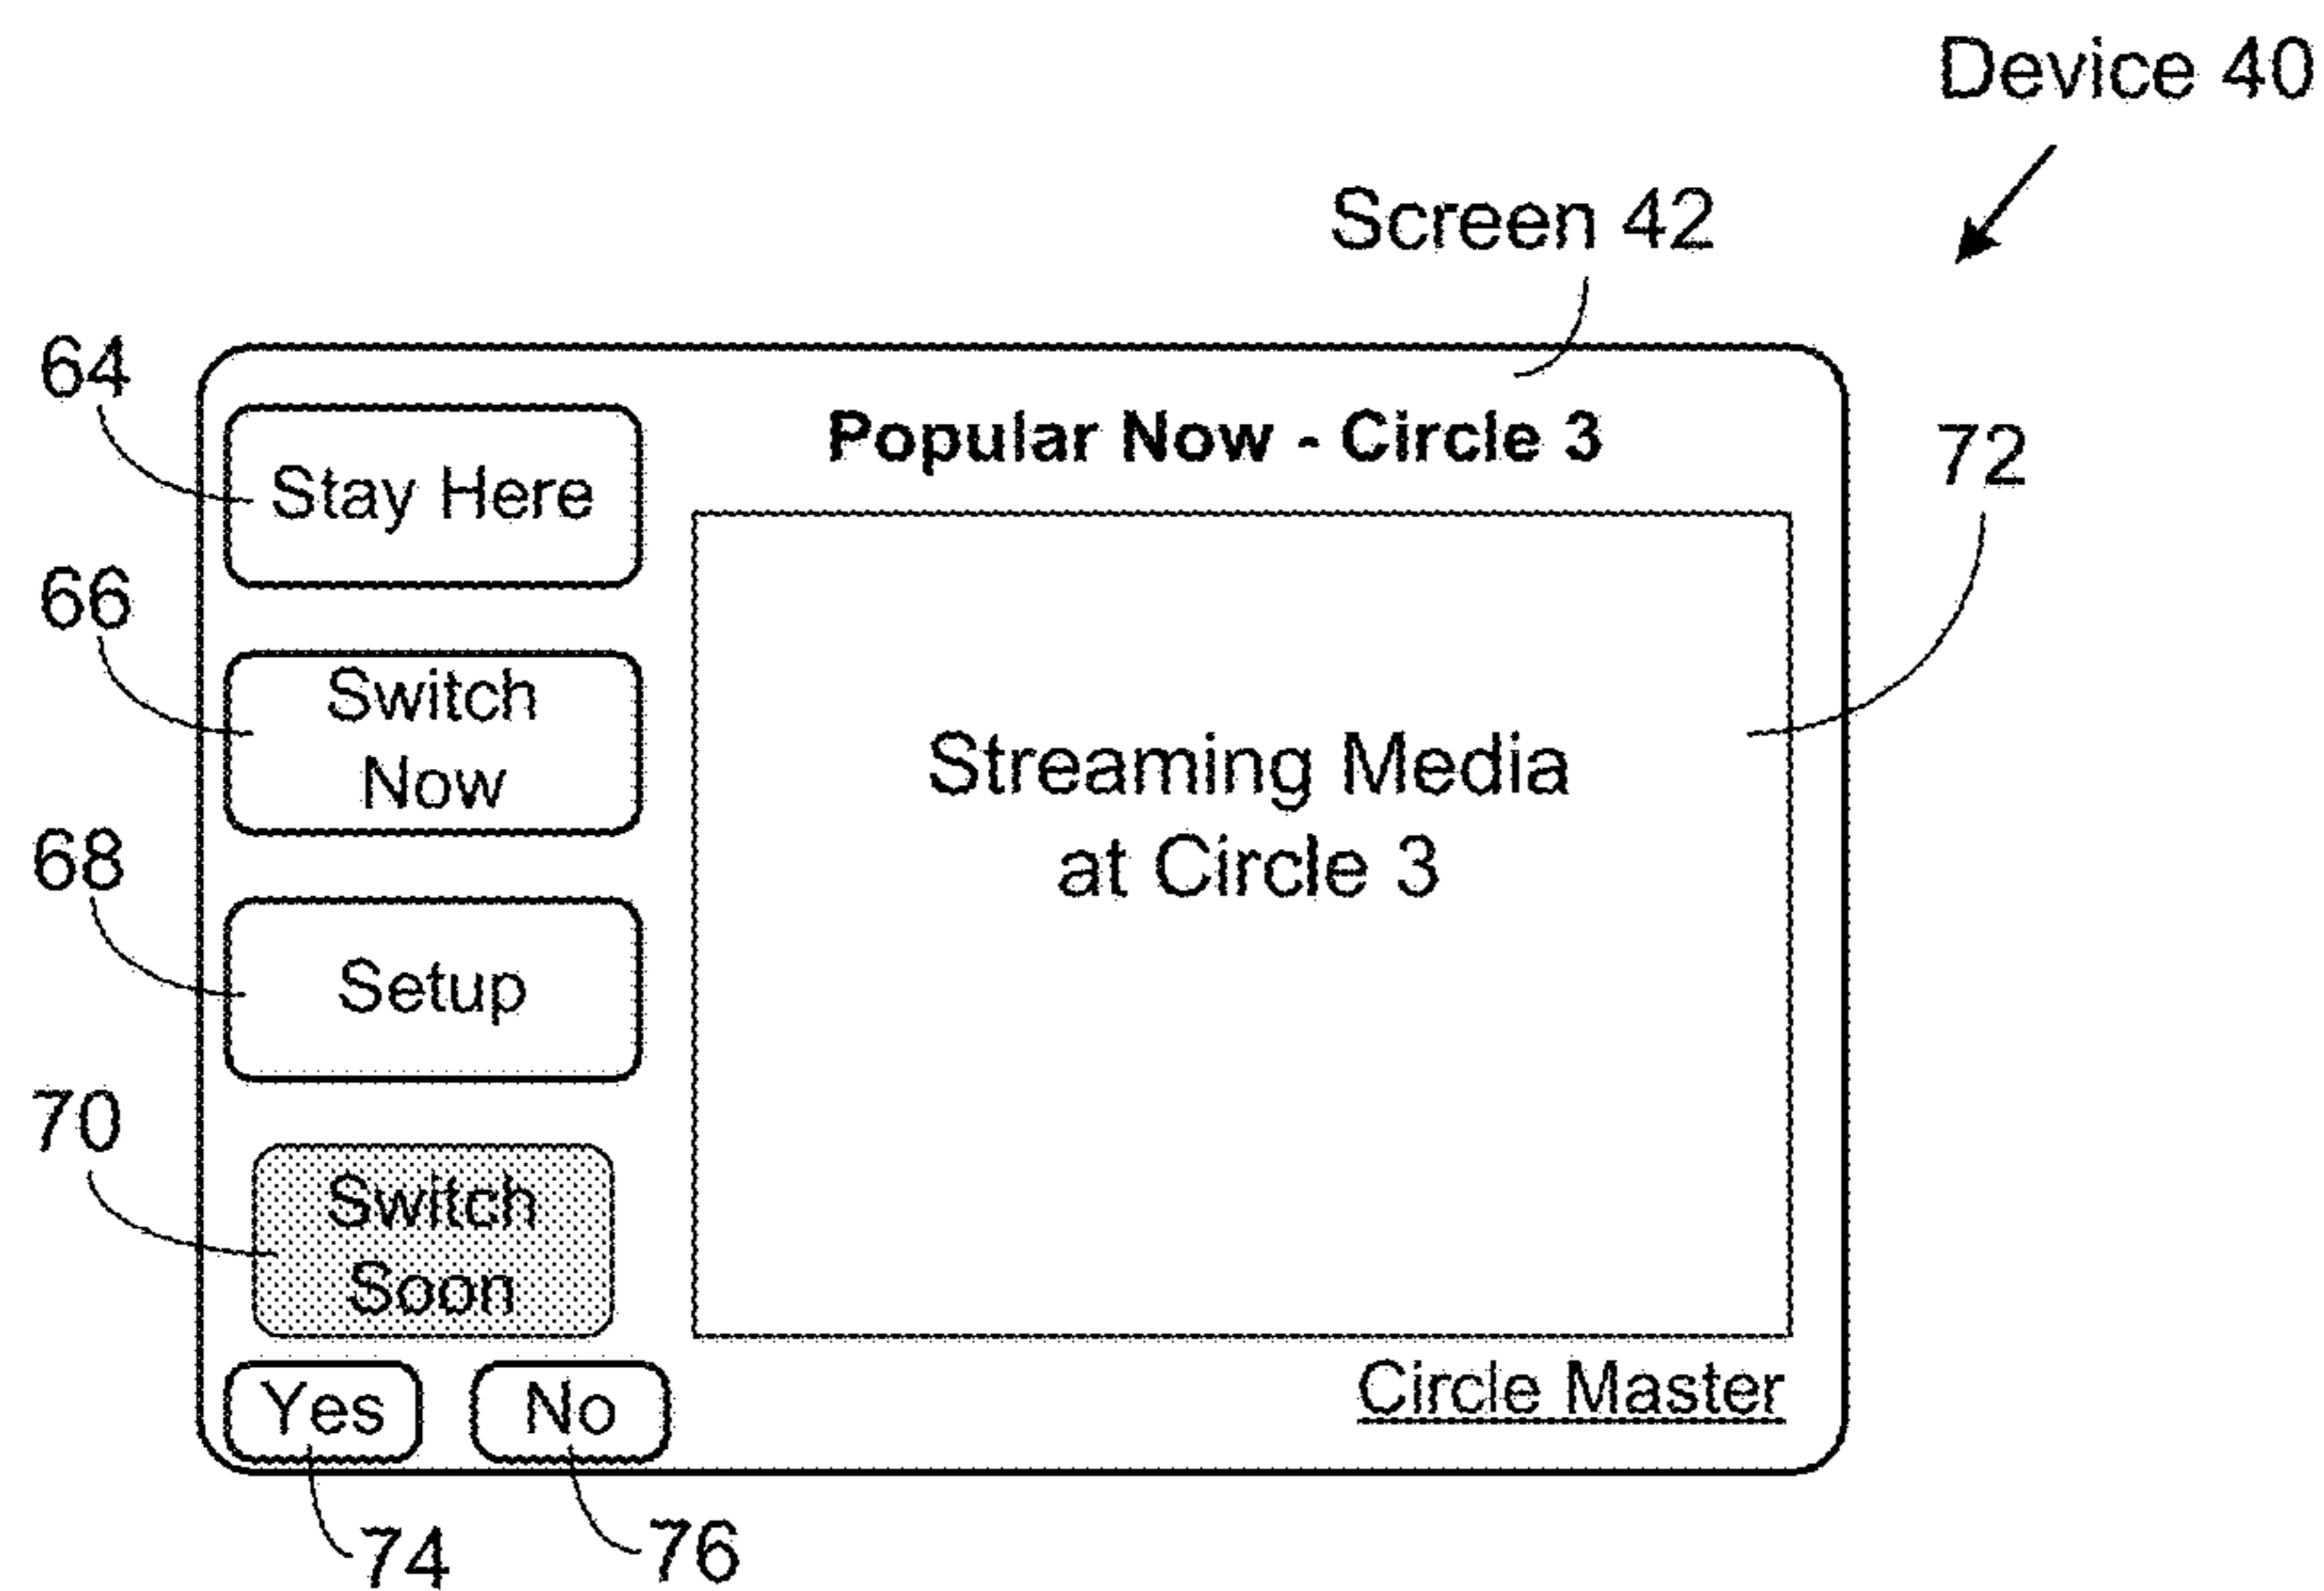 Device 40
Screen 42
64
Stay Here
Popular Now - Circle 3
72
66
Switch
Now
Streaming Media
at Circle 3
68
Setup
70
Switch
Soon
Yes
No
Circle Master
74
76